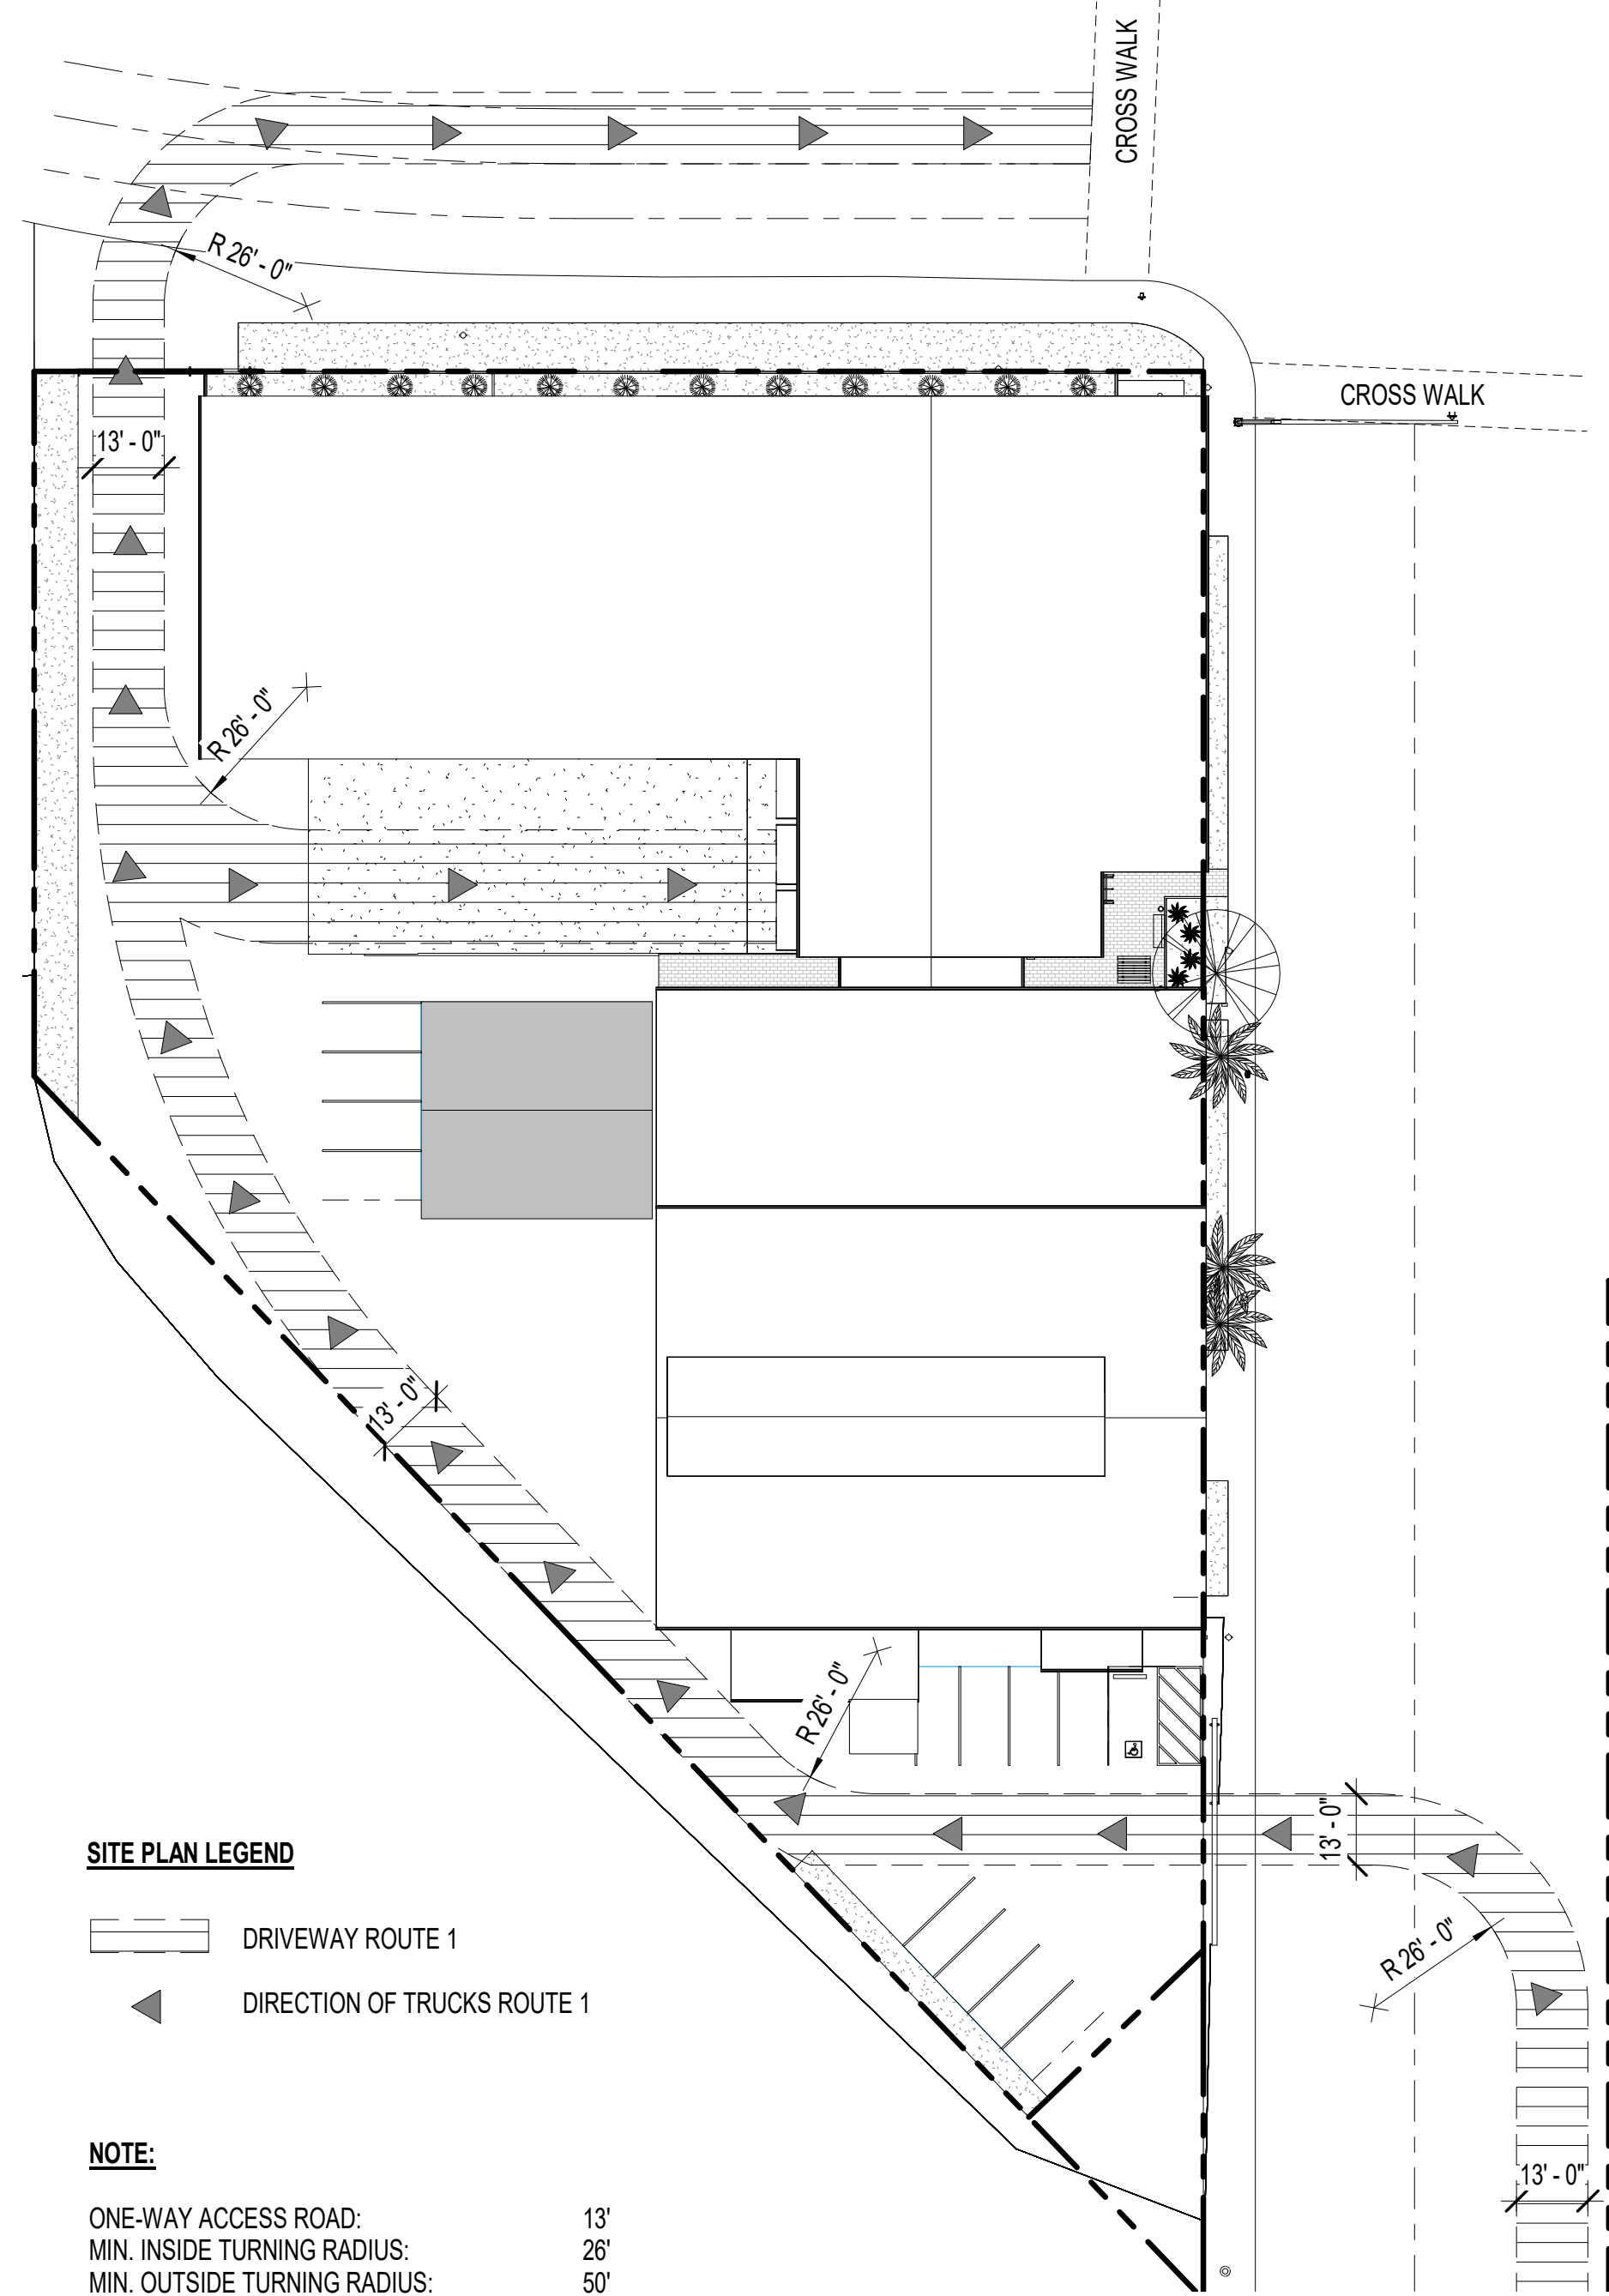 CROSS WALK
R 26' - 0"
CROSS WALK
13' - 0"
R 26' - 0"
13' - 0"
R 26' - 0"
13' - 0"
R 26' - 0"
13' - 0"
SITE PLAN LEGEND
DRIVEWAY ROUTE 1
DIRECTION OF TRUCKS ROUTE 1
NOTE:
ONE-WAY ACCESS ROAD: 13'
MIN. INSIDE TURNING RADIUS: 26'
MIN. OUTSIDE TURNING RADIUS: 50'